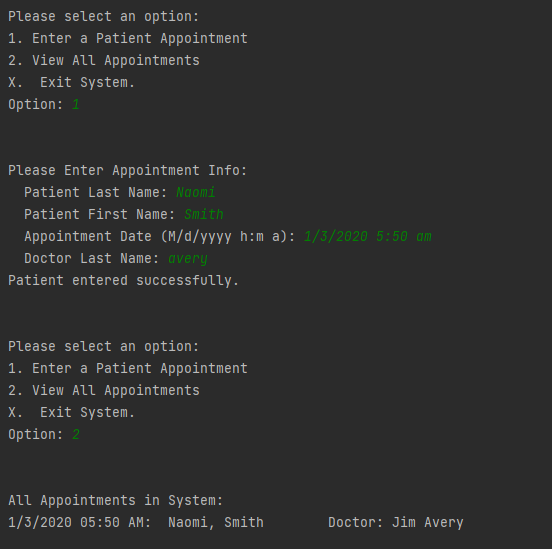 Please select an option:
1. Enter a Patient Appointment
2. View All Appointments
X.  Exit System.
Option: 1
Please Enter Appointment Info:
  Patient Last Name: Naomi
  Patient First Name: Smith
  Appointment Date (M/d/yyyy h:m a): 1/3/2020 5:50 am
  Doctor Last Name: avery
Patient entered successfully.
Please select an option:
1. Enter a Patient Appointment
2. View All Appointments
X.  Exit System.
Option: 2
All Appointments in System:
1/3/2020 05:50 AM:  Naomi, Smith        Doctor: Jim Avery